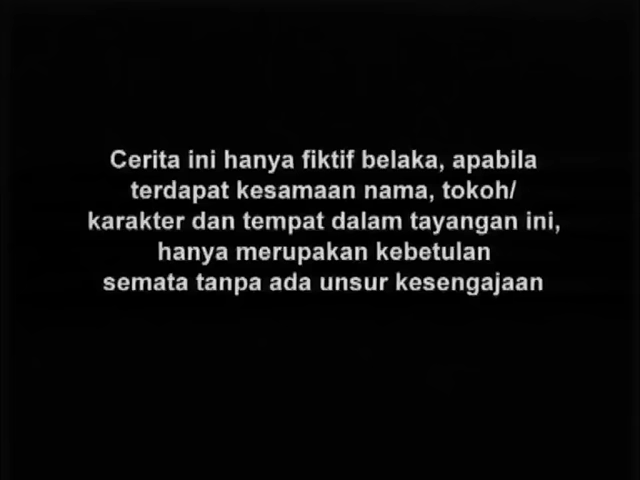 Cerita ini hanya fiktif belaka, apabila
terdapat kesamaan nama, tokoh/
karakter dan tempat dalam tayangan ini,
hanya merupakan kebetulan
semata tanpa ada unsur kesengajaan